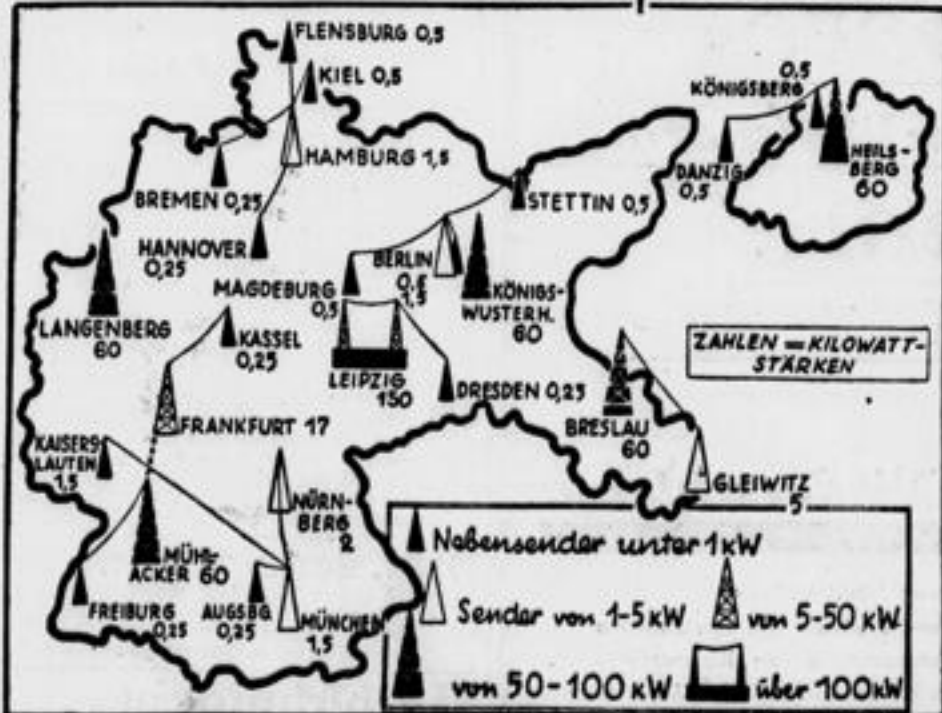 FLENSBURG 0,5
KIEL 0,5
HAMBURG 1,5
BREMEN 0,25
HANNOVER
0,25
0.5
KÖNIGSBERG
HEILS-
BERG
60
DANZIG
0,5
STETTIN 0,5
LANGENBERG
60
MAGDEBURG
0,5
BERLIN
0.5
1,5
KÖNIGS-
WUSTERH.
60
KASSEL
0,25
LEIPZIG
150
DRESDEN 0,25
ZAHLEN = KILOWATT-
STÄRKEN
BRESLAU
60
GLEIWITZ
5
FRANKFURT 17
KAISERS
LAUTEN
1,5
NÜRN-
BERG
2
MÜHL-
ACKER 60
FREIBURG
0,25
AUGSBG.
0,25
MÜNCHEN
1,5
Nebensender unter 1 kW
Sender von 1-5 kW
von 5-50 kW
von 50-100 kW
über 100 kW